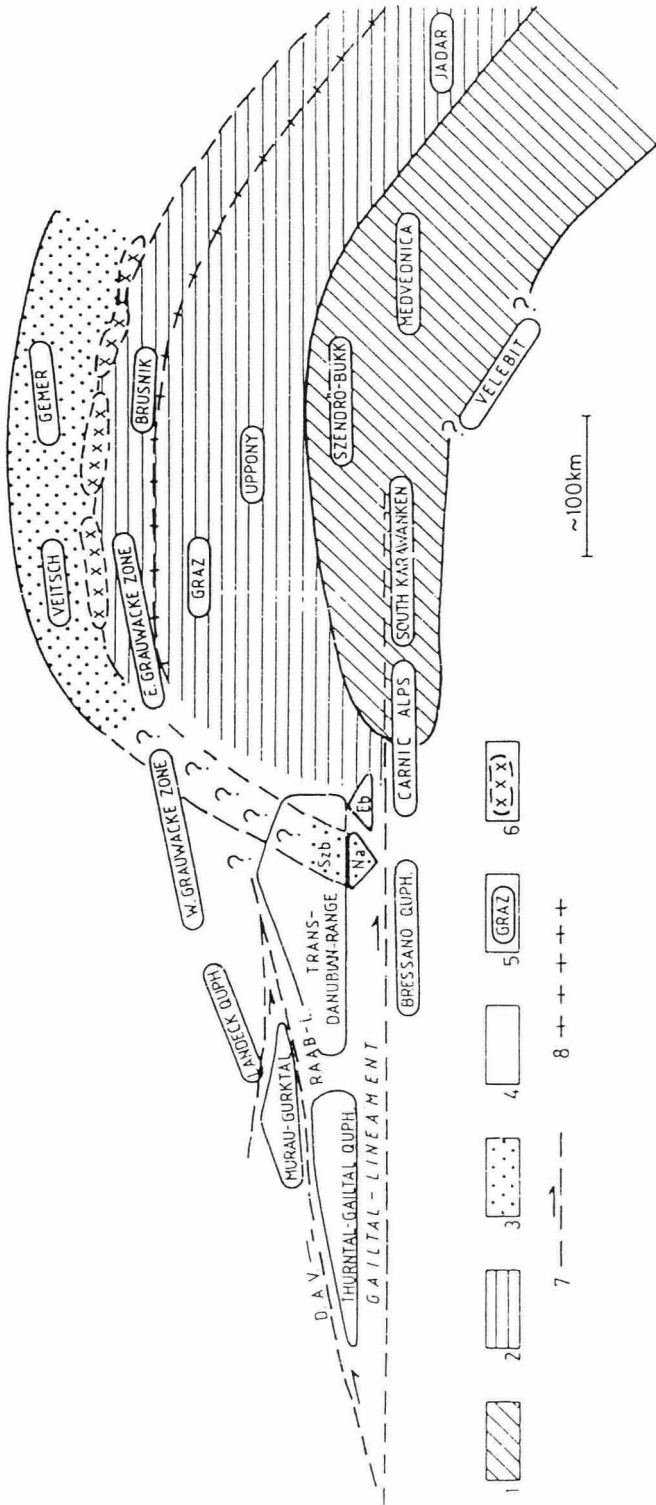 GEMER
VEITSCH
BRUSNIK
E. GRAUWACKE ZONE
W. GRAUWACKE ZONE
JADAR
GRAZ
UPPONY
SZENDRÖ-BÜKK
MEDVEDNICA
SOUTH KARAWANKEN
CARNIC ALPS
? VELEBIT ?
? ? ? ? ?
LANDECK QUPH
MURAU-GURKTAL
RAAB-L.
TRANS-
DANUBIAN-RANGE
Szb
Na
Eb
BRESSANO QUPH.
D. A. V.
THURNTAL-GAILTAL QUPH.
GAILTAL-LINEAMENT
~100km
1
2
3
4
GRAZ
5
(x x x)
6
7
8